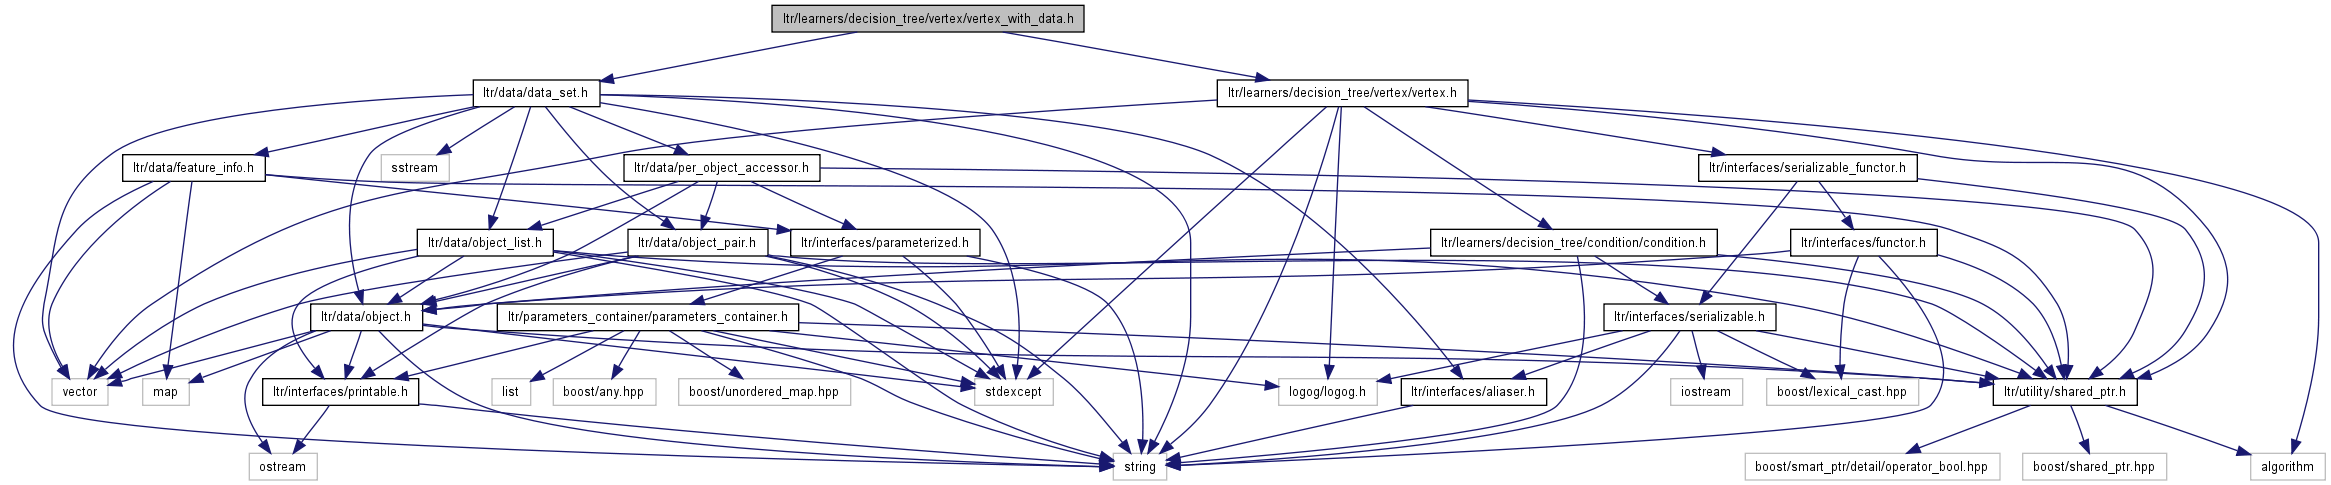 ltr/learners/decision_tree/vertex/vertex_with_data.h
ltr/data/data_set.h
ltr/learners/decision_tree/vertex/vertex.h
ltr/data/feature_info.h
sstream
ltr/data/per_object_accessor.h
ltr/interfaces/serializable_functor.h
ltr/data/object_list.h
ltr/data/object_pair.h
ltr/interfaces/parameterized.h
ltr/learners/decision_tree/condition/condition.h
ltr/interfaces/functor.h
ltr/data/object.h
ltr/parameters_container/parameters_container.h
ltr/interfaces/serializable.h
vector
map
ltr/interfaces/printable.h
list
boost/any.hpp
boost/unordered_map.hpp
stdexcept
logog/logog.h
ltr/interfaces/aliaser.h
iostream
boost/lexical_cast.hpp
ltr/utility/shared_ptr.h
ostream
string
boost/smart_ptr/detail/operator_bool.hpp
boost/shared_ptr.hpp
algorithm